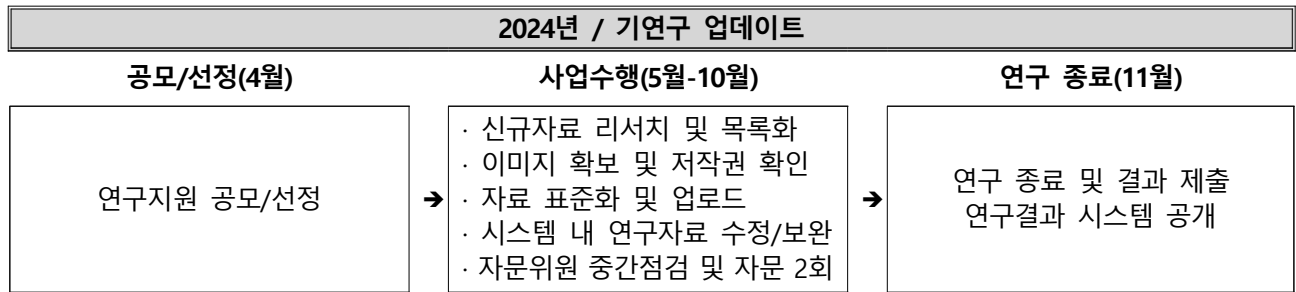 2024년 / 기연구 업데이트
공모/선정(4월)
사업수행(5월-10월)
연구 종료(11월)
연구지원 공모/선정
➔
· 신규자료 리서치 및 목록화
· 이미지 확보 및 저작권 확인
· 자료 표준화 및 업로드
· 시스템 내 연구자료 수정/보완
· 자문위원 중간점검 및 자문 2회
➔
연구 종료 및 결과 제출
연구결과 시스템 공개